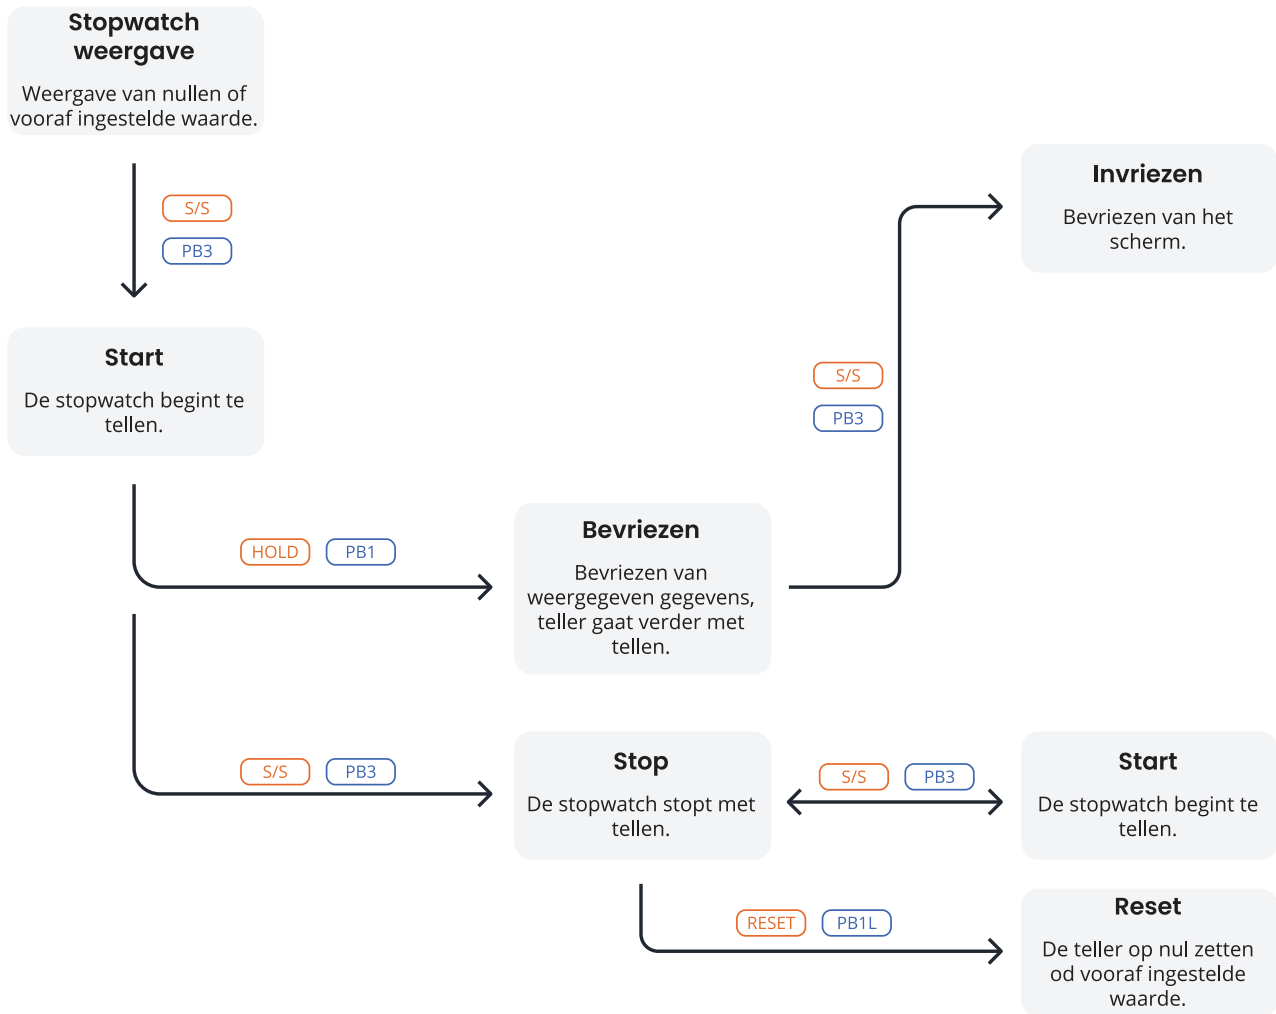 Stopwatch
weergave
Weergave van nullen of
vooraf ingestelde waarde.
S/S
PB3
Invriezen
Bevriezen van het
scherm.
Start
De stopwatch begint te
tellen.
S/S
PB3
HOLD PB1
Bevriezen
Bevriezen van
weergegeven gegevens,
teller gaat verder met
tellen.
S/S PB3
Stop
De stopwatch stopt met
tellen.
S/S PB3
Start
De stopwatch begint te
tellen.
RESET PB1L
Reset
De teller op nul zetten
od vooraf ingestelde
waarde.